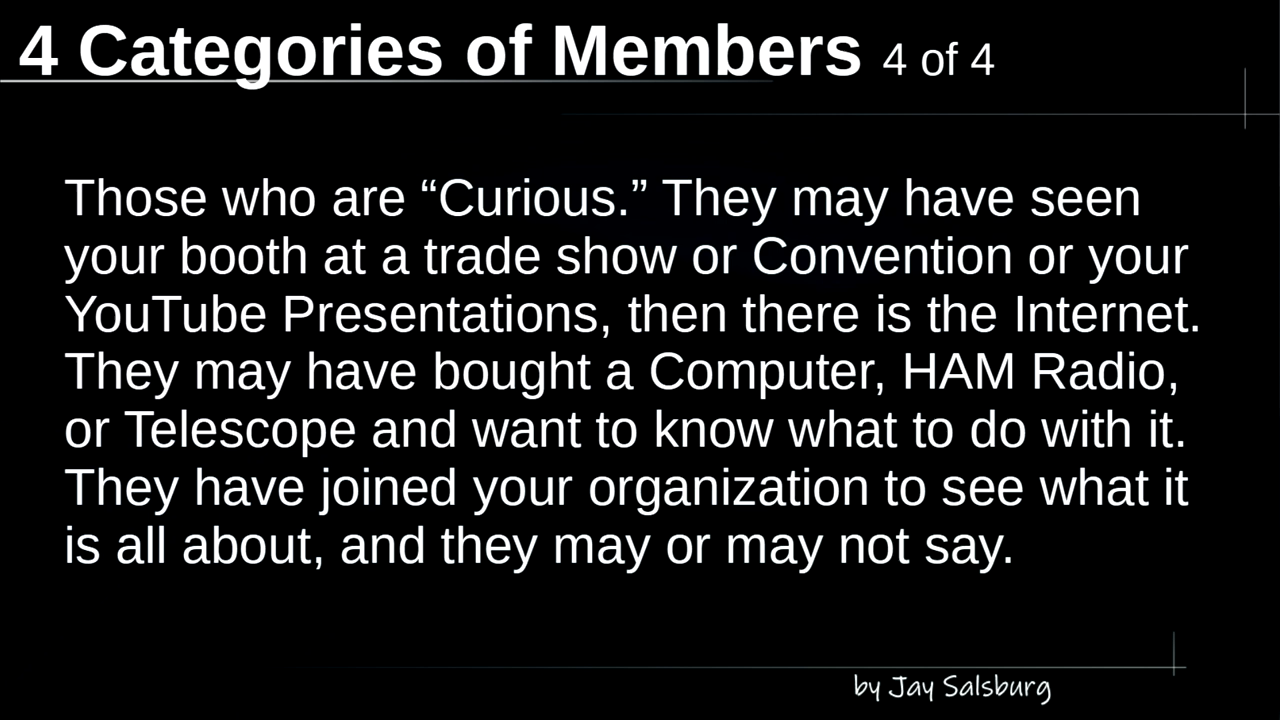 4 Categories of Members 4 of 4
Those who are “Curious.” They may have seen
your booth at a trade show or Convention or your
YouTube Presentations, then there is the Internet.
They may have bought a Computer, HAM Radio,
or Telescope and want to know what to do with it.
They have joined your organization to see what it
is all about, and they may or may not say.
by Jay Salsburg